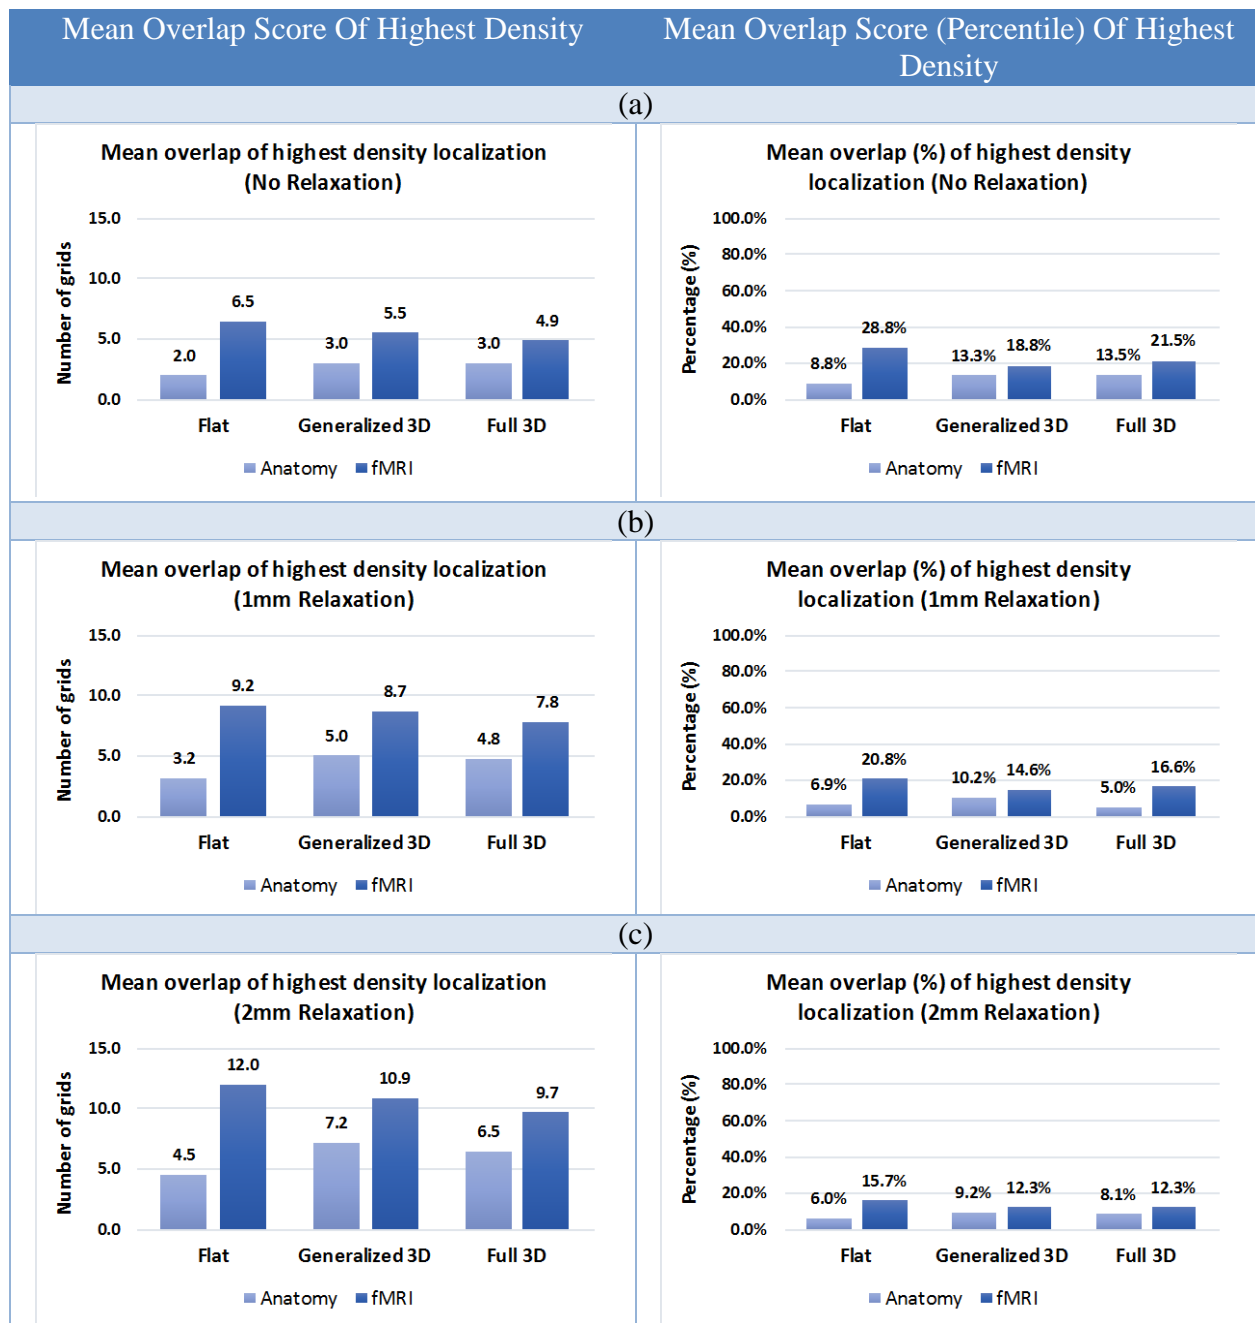 Mean Overlap Score Of Highest Density
Mean Overlap Score (Percentile) Of Highest
Density
(a)
Mean overlap of highest density localization
(No Relaxation)
Number of grids
15.0
10.0
5.0
0.0
2.0
6.5
3.0
5.5
3.0
4.9
Flat
Generalized 3D
Full 3D
Anatomy
fMRI
Mean overlap (%) of highest density
localization (No Relaxation)
Percentage (%)
100.0%
80.0%
60.0%
40.0%
20.0%
0.0%
8.8%
28.8%
13.3%
18.8%
13.5%
21.5%
Flat
Generalized 3D
Full 3D
Anatomy
fMRI
(b)
Mean overlap of highest density localization
(1mm Relaxation)
Number of grids
15.0
10.0
5.0
0.0
3.2
9.2
5.0
8.7
4.8
7.8
Flat
Generalized 3D
Full 3D
Anatomy
fMRI
Mean overlap (%) of highest density
localization (1mm Relaxation)
Percentage (%)
100.0%
80.0%
60.0%
40.0%
20.0%
0.0%
6.9%
20.8%
10.2%
14.6%
5.0%
16.6%
Flat
Generalized 3D
Full 3D
Anatomy
fMRI
(c)
Mean overlap of highest density localization
(2mm Relaxation)
Number of grids
15.0
10.0
5.0
0.0
4.5
12.0
7.2
10.9
6.5
9.7
Flat
Generalized 3D
Full 3D
Anatomy
fMRI
Mean overlap (%) of highest density
localization (2mm Relaxation)
Percentage (%)
100.0%
80.0%
60.0%
40.0%
20.0%
0.0%
6.0%
15.7%
9.2%
12.3%
8.1%
12.3%
Flat
Generalized 3D
Full 3D
Anatomy
fMRI